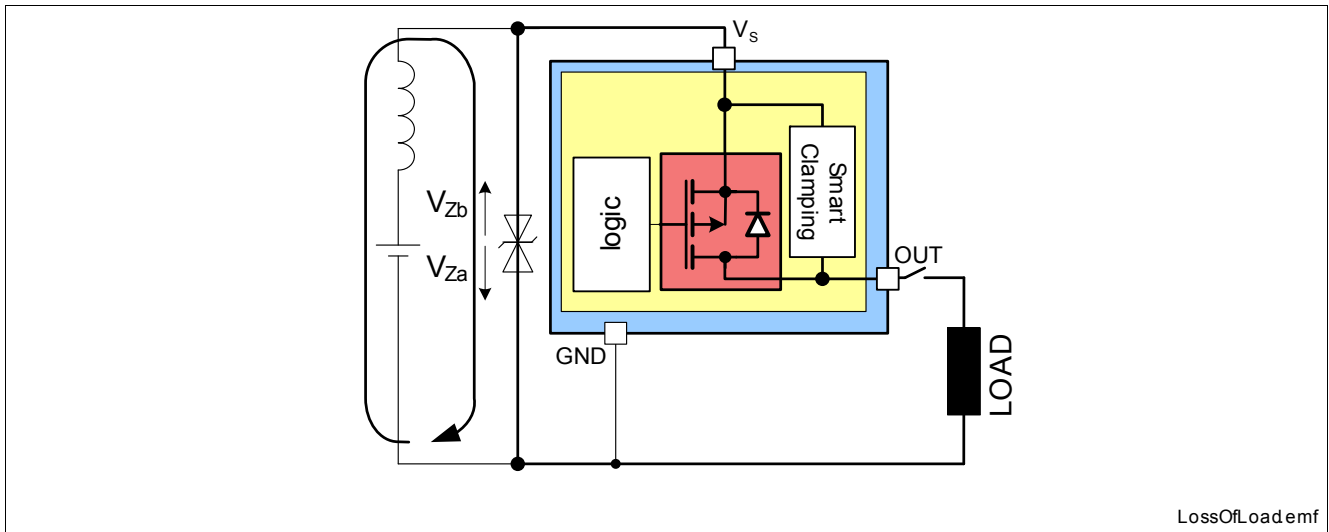 VS
VZb
VZa
logic
Smart
Clamping
OUT
GND
LOAD
LossOfLoad.emf